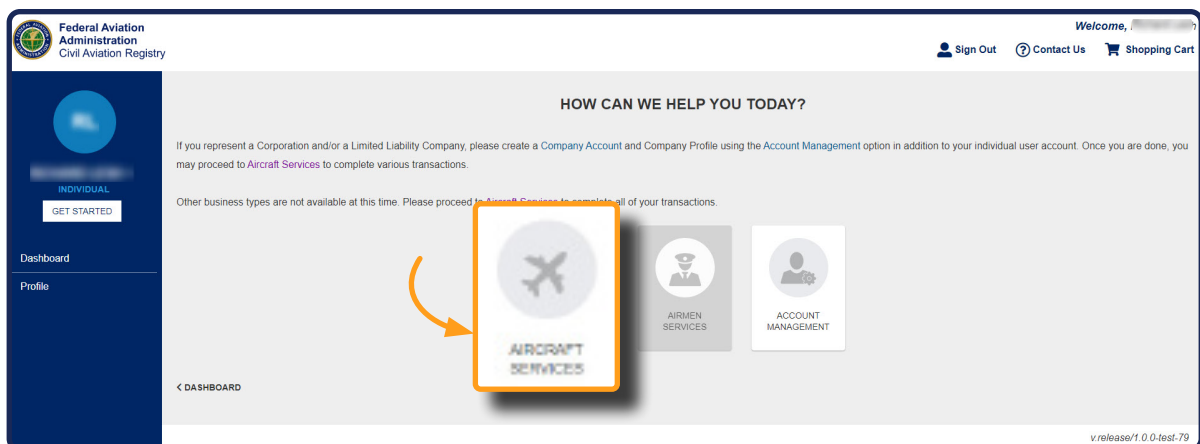 Federal Aviation
Administration
Civil Aviation Registry
Welcome,
Sign Out
Contact Us
Shopping Cart
INDIVIDUAL
GET STARTED
Dashboard
Profile
HOW CAN WE HELP YOU TODAY?
If you represent a Corporation and/or a Limited Liability Company, please create a Company Account and Company Profile using the Account Management option in addition to your individual user account. Once you are done, you
may proceed to Aircraft Services to complete various transactions.
Other business types are not available at this time. Please proceed to Aircraft Services to complete all of your transactions.
AIRCRAFT
SERVICES
AIRMEN
SERVICES
ACCOUNT
MANAGEMENT
< DASHBOARD
v.release/1.0.0-test-79